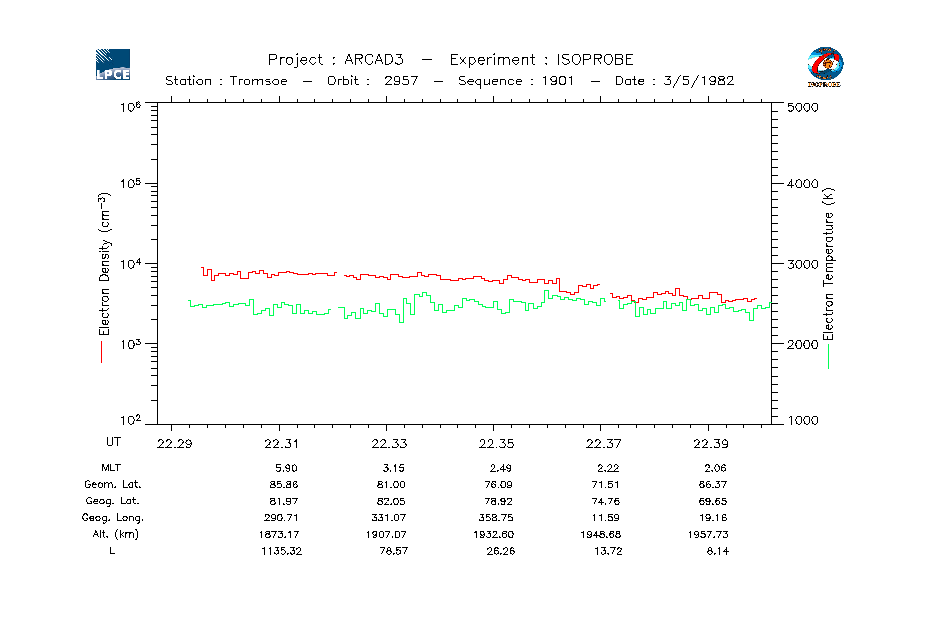 LPCE
Project : ARCAD3 – Experiment : ISOPROBE
ISOPROBE
Station : Tromsoe – Orbit : 2957 – Sequence : 1901 – Date : 3/5/1982
10^6 5000
10^5 4000
10^4 3000
10^3 2000
10^2 1000
Electron Density (cm^-3)
Electron Temperature (K)
UT 22.29 22.31 22.33 22.35 22.37 22.39
MLT 5.90 3.15 2.49 2.22 2.06
Geom. Lat. 85.86 81.00 76.09 71.51 66.37
Geog. Lat. 81.97 82.05 78.92 74.76 69.65
Geog. Long. 290.71 331.07 358.75 11.59 19.16
Alt. (km) 1873.17 1907.07 1932.60 1948.68 1957.73
L 1135.32 78.57 26.26 13.72 8.14